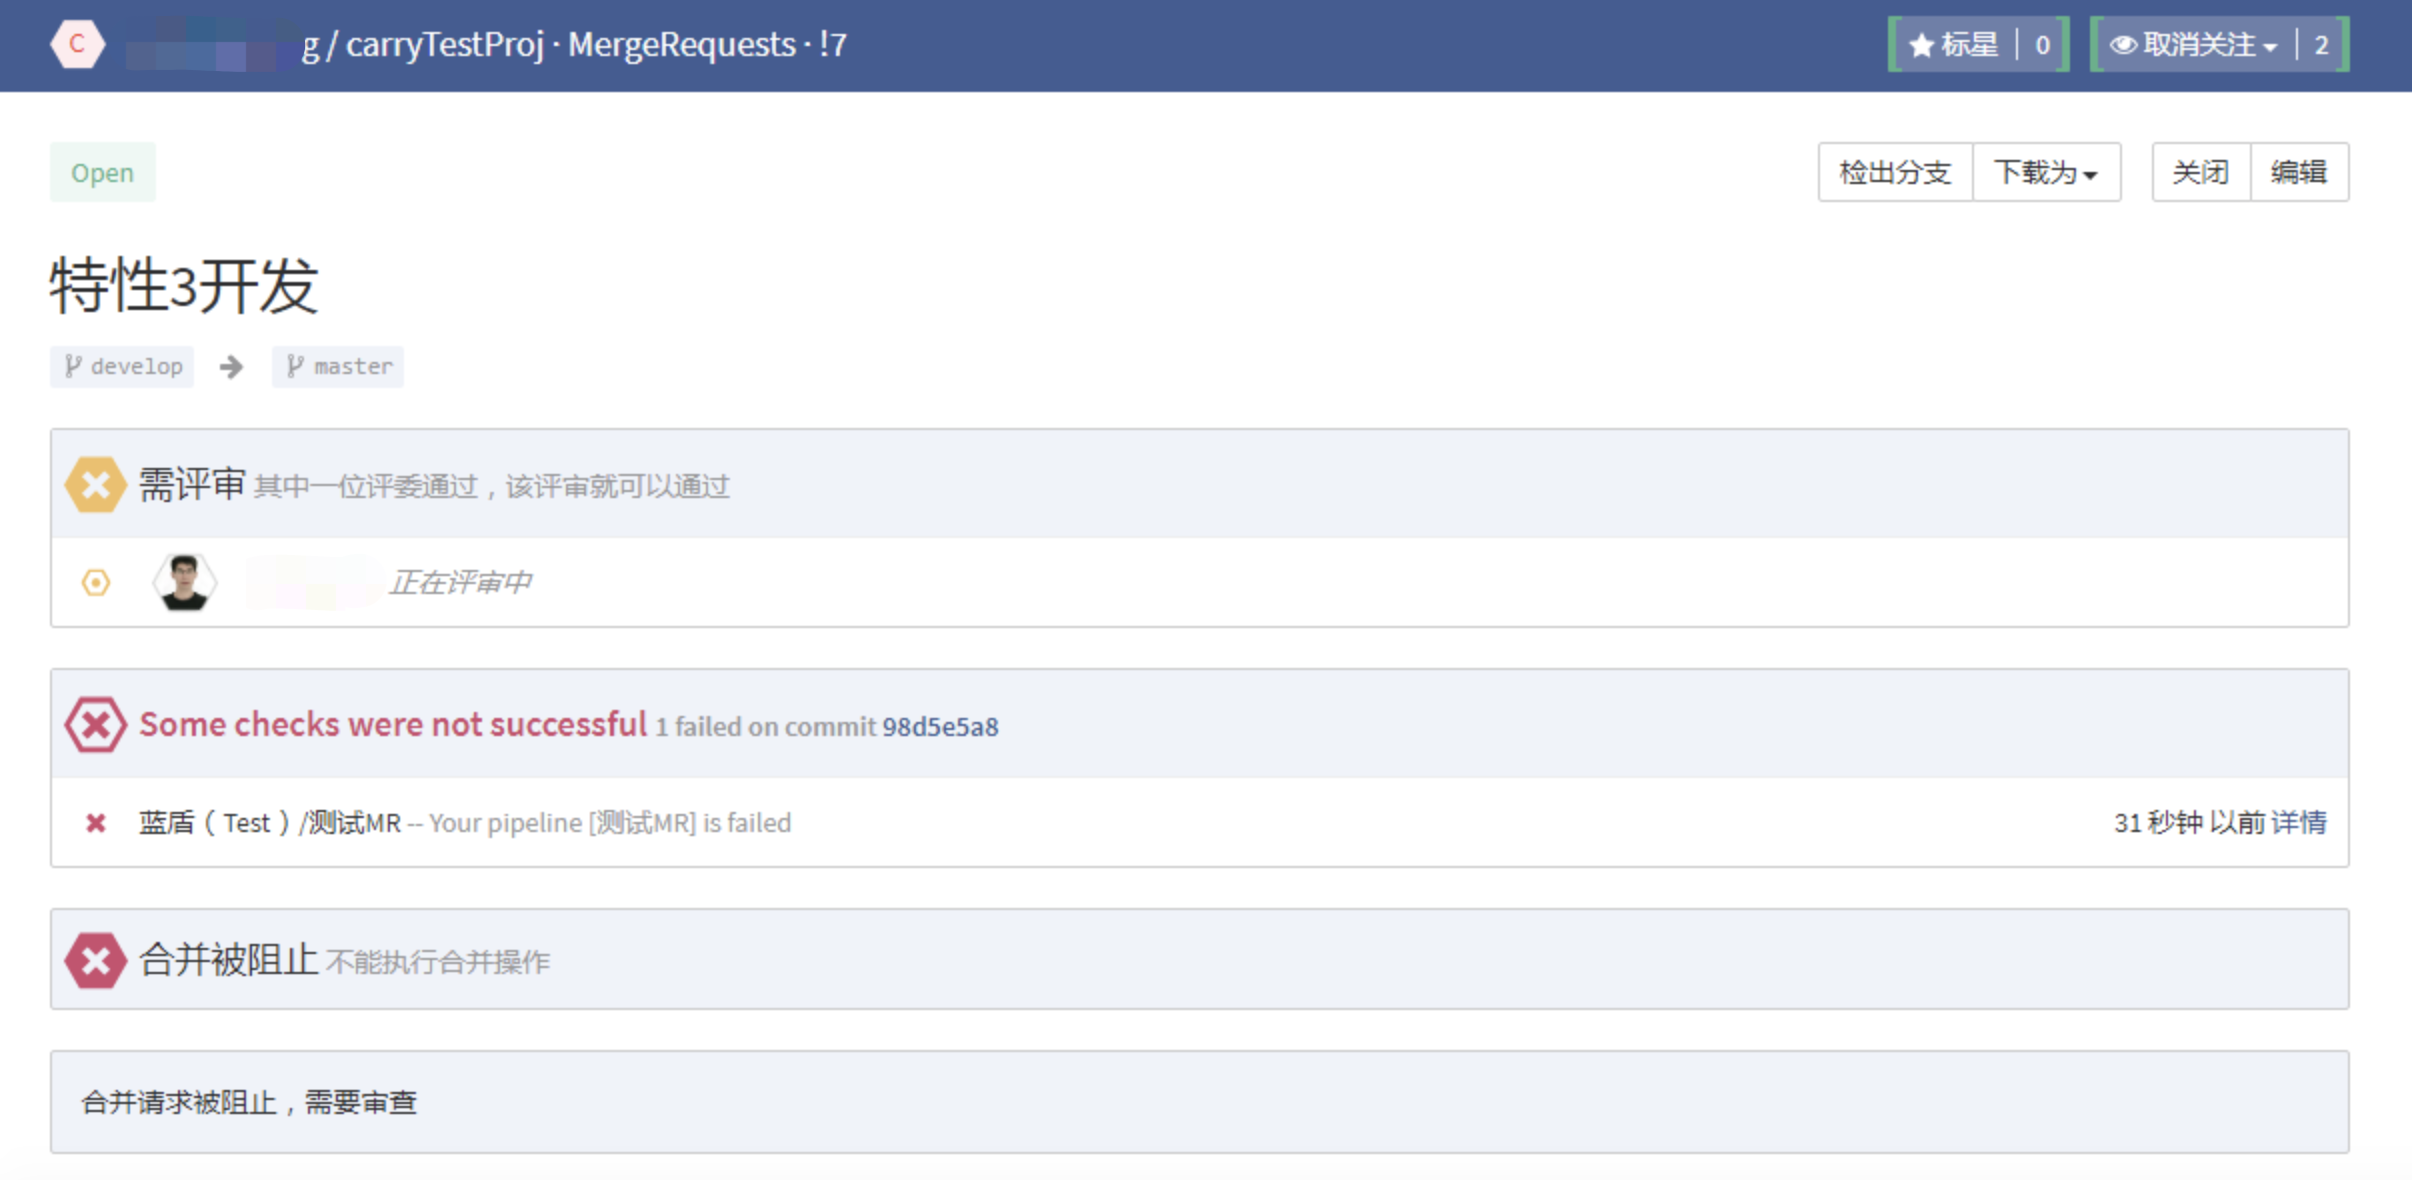 C g / carryTestProj · MergeRequests · !7 标星 0 取消关注 2
Open 检出分支 下载为 关闭 编辑
特性3开发
develop master
需评审 其中一位评委通过，该评审就可以通过
正在评审中
Some checks were not successful 1 failed on commit 98d5e5a8
蓝盾（Test）/测试MR -- Your pipeline [测试MR] is failed 31 秒钟 以前 详情
合并被阻止 不能执行合并操作
合并请求被阻止，需要审查